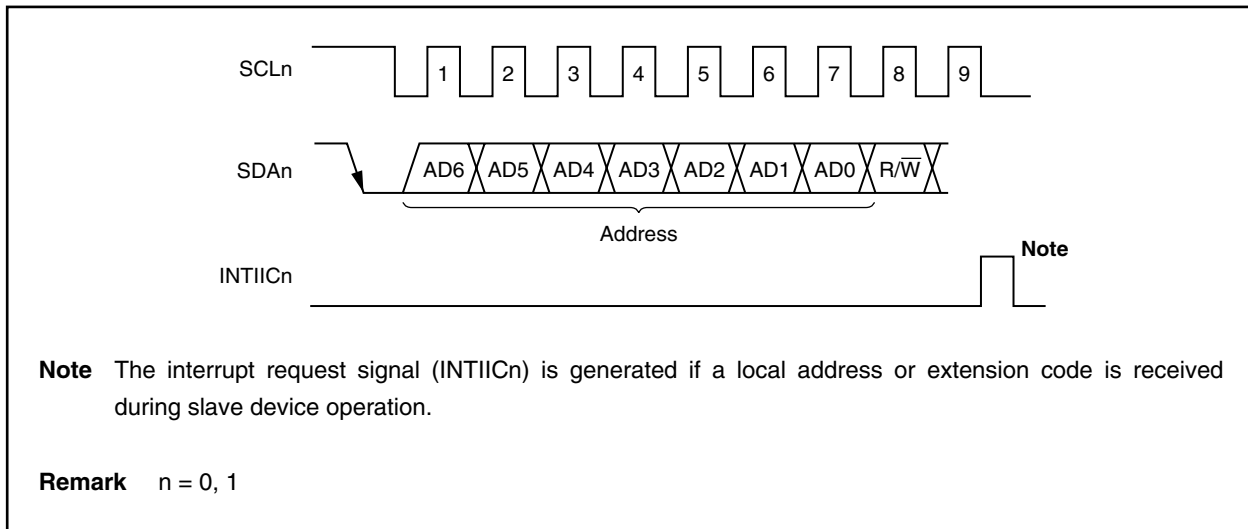 SCLn
1 2 3 4 5 6 7 8 9
SDAn
AD6 AD5 AD4 AD3 AD2 AD1 AD0 R/W̅
Address
INTIICn
Note
Note The interrupt request signal (INTIICn) is generated if a local address or extension code is received
during slave device operation.
Remark n = 0, 1